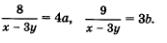 8/(x − 3y) = 4a, 9/(x − 3y) = 3b.